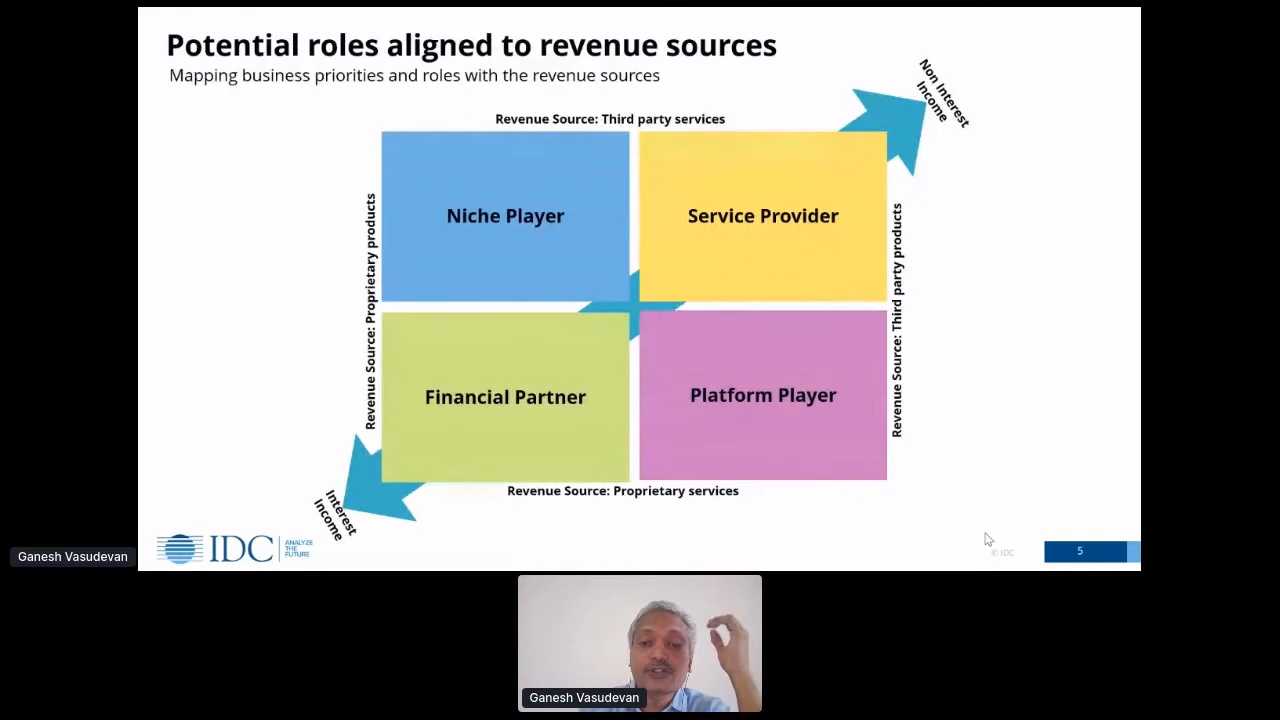 Potential roles aligned to revenue sources
Mapping business priorities and roles with the revenue sources
Non Interest
Income
Revenue Source: Third party services
Revenue Source: Proprietary products
Niche Player
Service Provider
Revenue Source: Third party products
Financial Partner
Platform Player
Revenue Source: Proprietary services
Interest
Income
IDC
ANALYZE
THE
FUTURE
© IDC
5
Ganesh Vasudevan
Ganesh Vasudevan